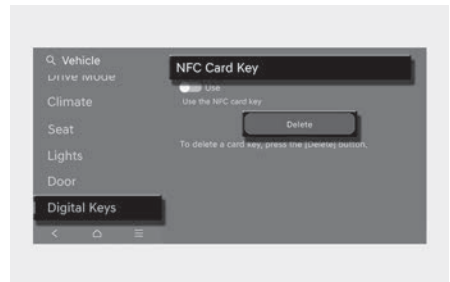 Vehicle
Drive Mode
Climate
Seat
Lights
Door
Digital Keys
NFC Card Key
Use
Use the NFC card key
Delete
To delete a card key, press the [Delete] button.